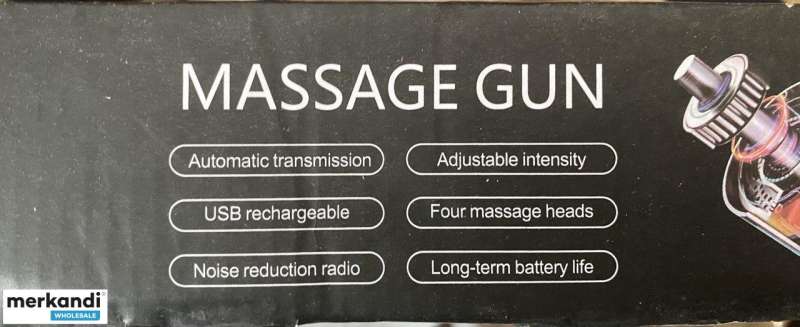 MASSAGE GUN
Automatic transmission
Adjustable intensity
USB rechargeable
Four massage heads
Noise reduction radio
Long-term battery life
merkandi
WHOLESALE